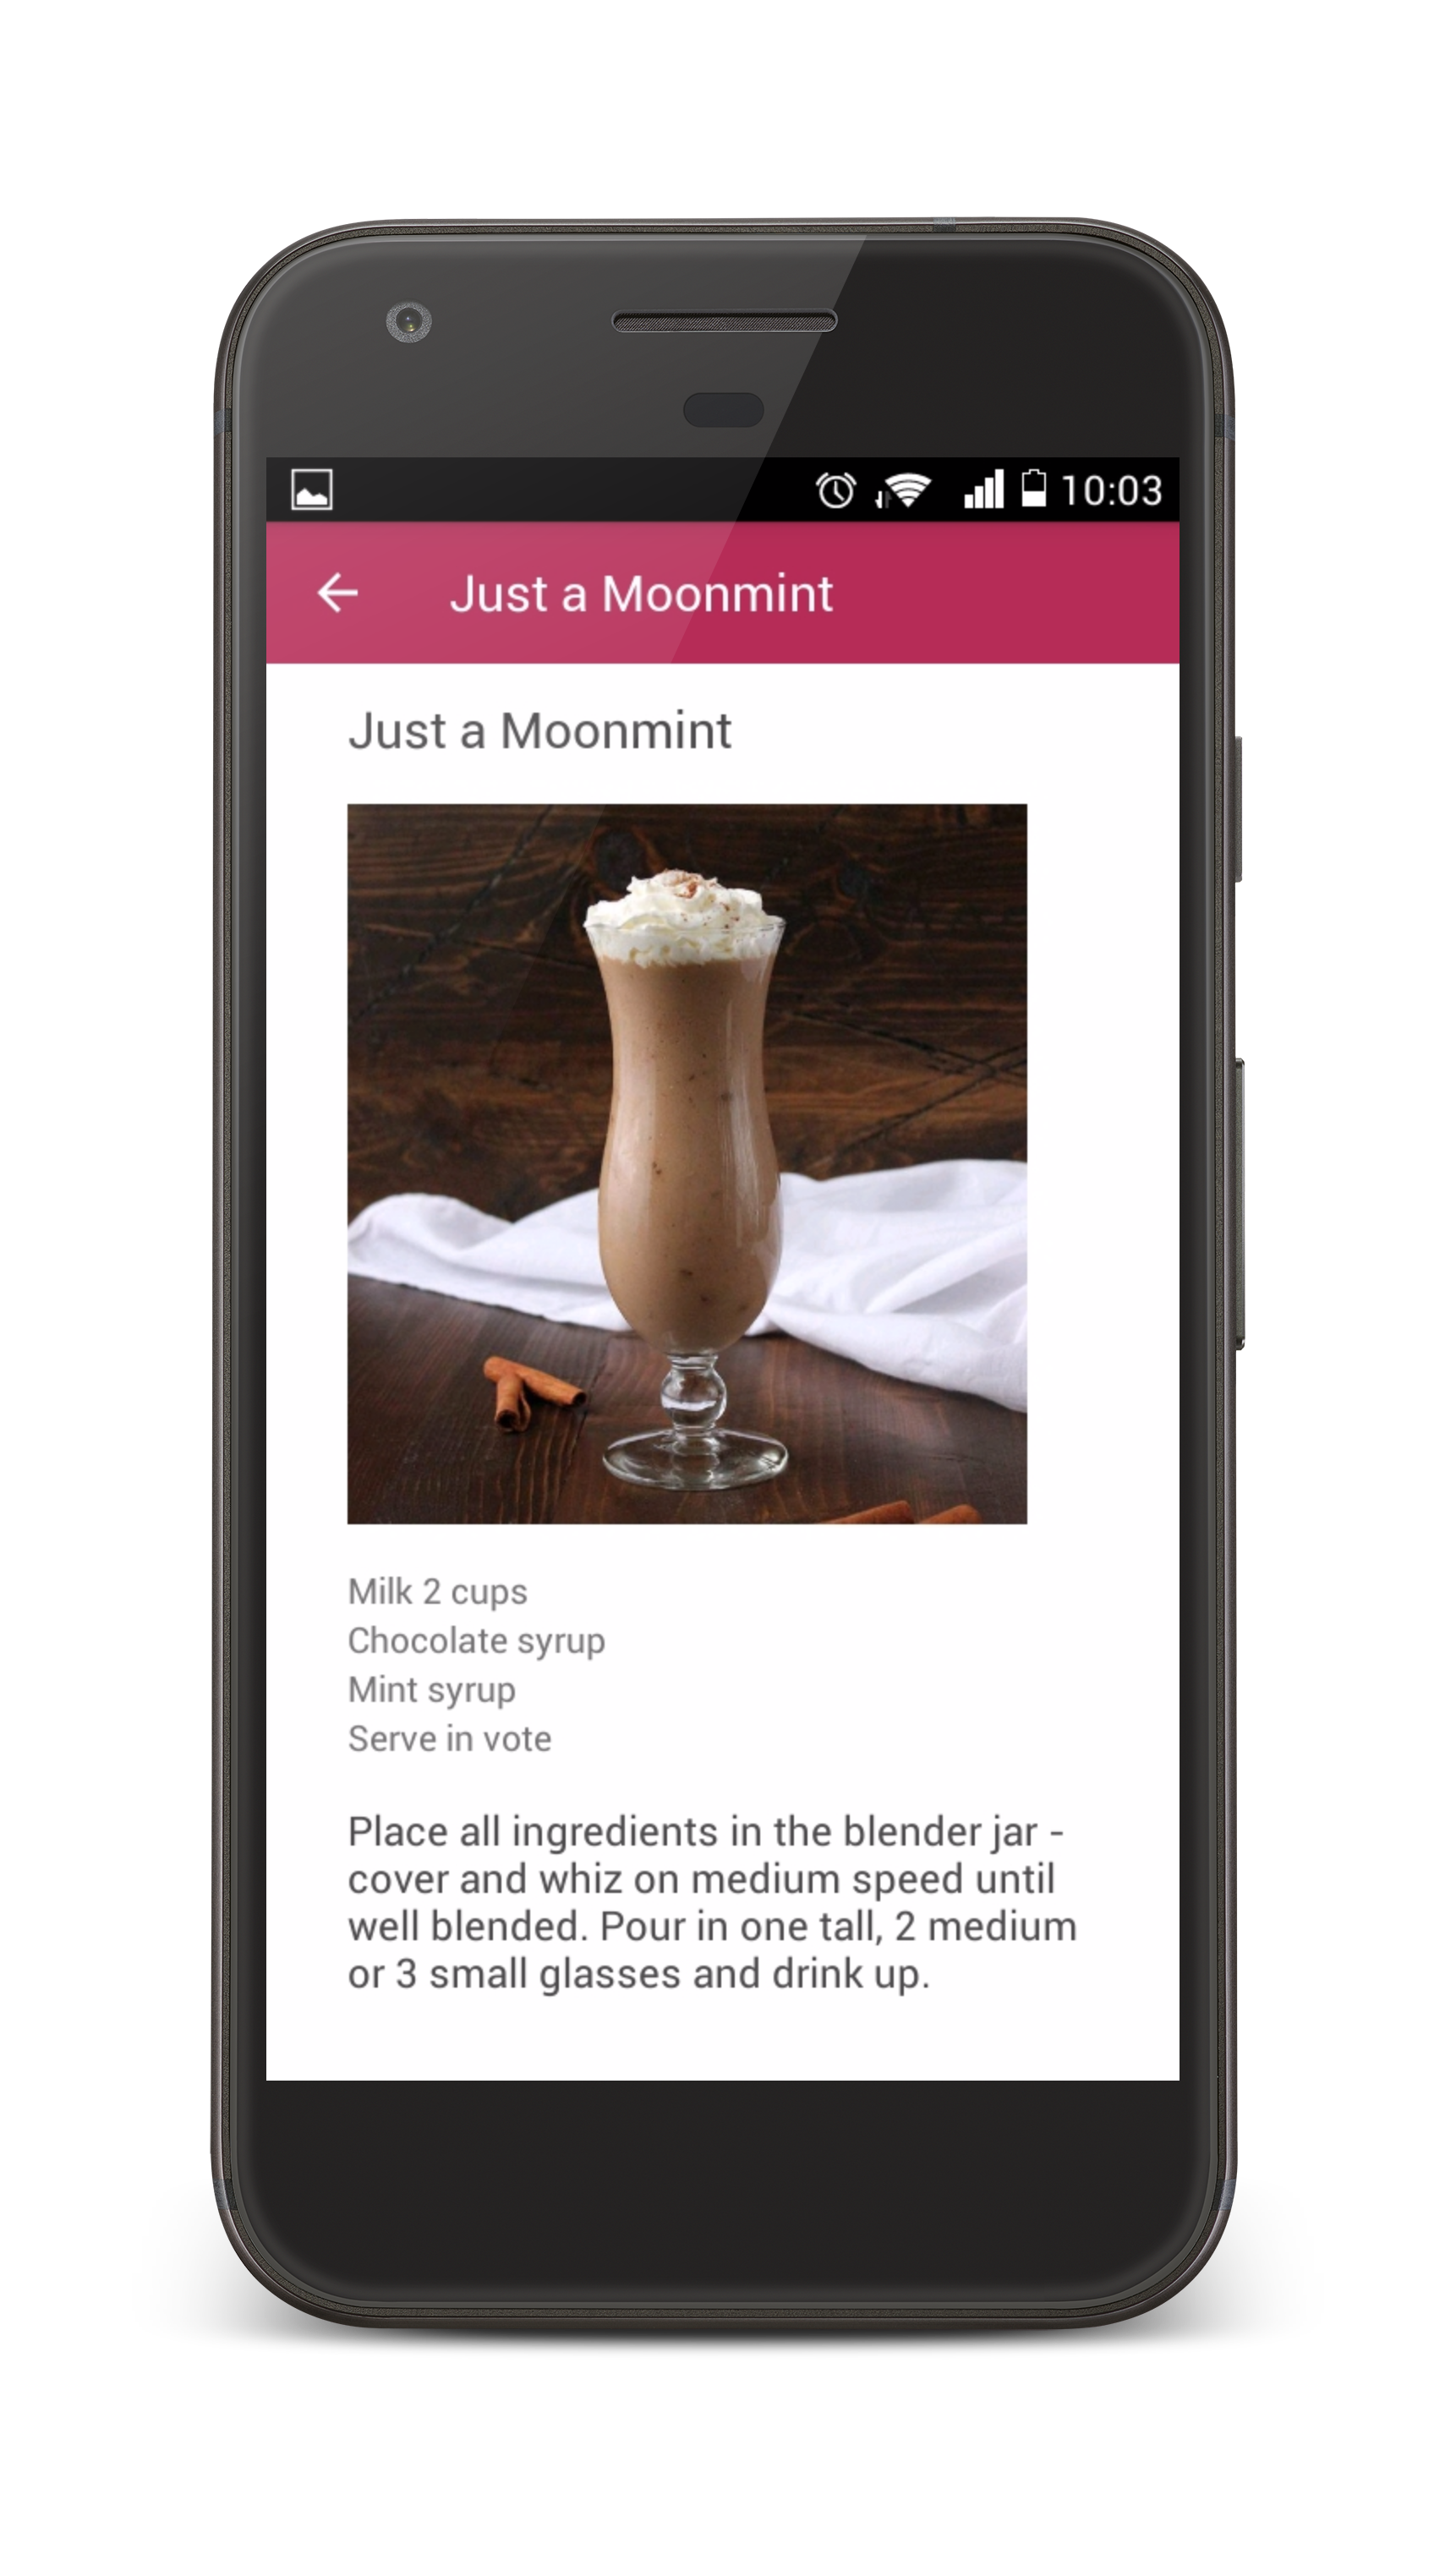 10:03
Just a Moonmint
Just a Moonmint
Milk 2 cups
Chocolate syrup
Mint syrup
Serve in vote
Place all ingredients in the blender jar -
cover and whiz on medium speed until
well blended. Pour in one tall, 2 medium
or 3 small glasses and drink up.